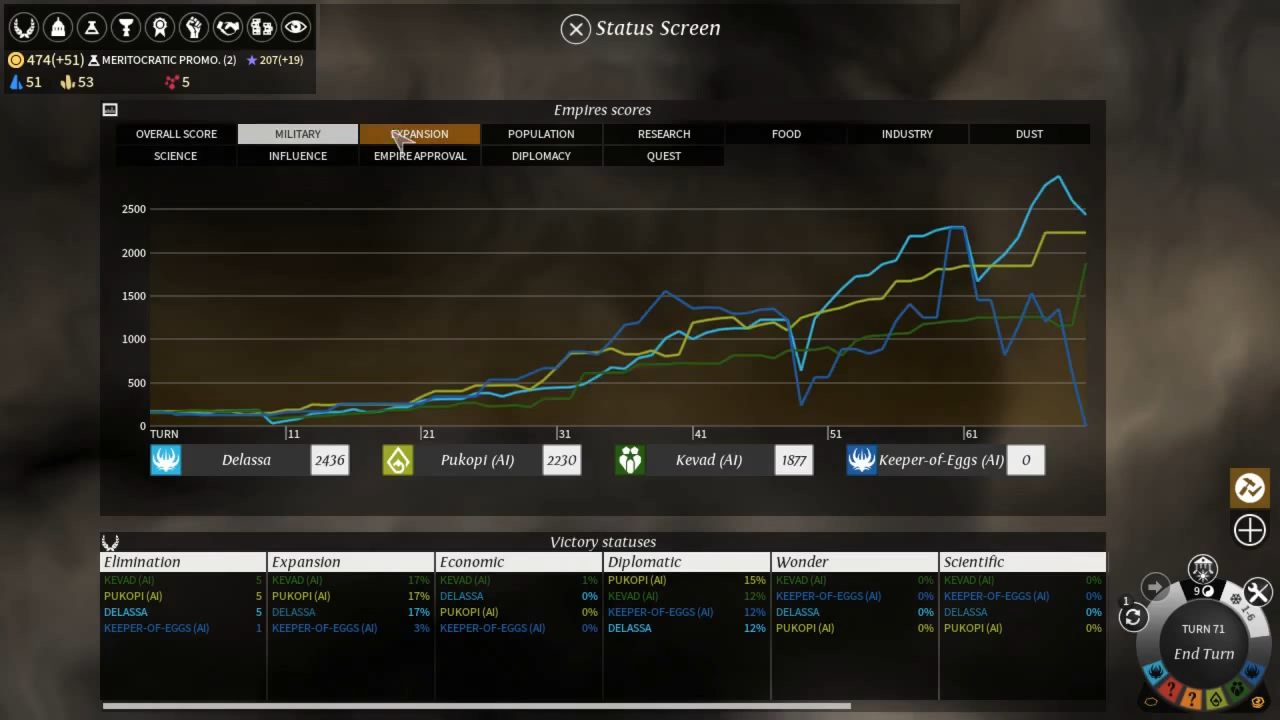 Status Screen
474(+51) MERITOCRATIC PROMO. (2) 207(+19)
51 53 5
Empires scores
OVERALL SCORE MILITARY EXPANSION POPULATION RESEARCH FOOD INDUSTRY DUST
SCIENCE INFLUENCE EMPIRE APPROVAL DIPLOMACY QUEST
2500
2000
1500
1000
500
0
TURN 11 21 31 41 51 61
Delassa 2436 Pukopi (AI) 2230 Kevad (AI) 1877 Keeper-of-Eggs (AI) 0
Victory statuses
Elimination Expansion Economic Diplomatic Wonder Scientific
KEVAD (AI) 5 KEVAD (AI) 17% KEVAD (AI) 1% PUKOPI (AI) 15% KEVAD (AI) 0% KEVAD (AI) 0%
PUKOPI (AI) 5 PUKOPI (AI) 17% DELASSA 0% KEVAD (AI) 12% KEEPER-OF-EGGS (AI) 0% KEEPER-OF-EGGS (AI) 0%
DELASSA 5 DELASSA 17% PUKOPI (AI) 0% KEEPER-OF-EGGS (AI) 12% DELASSA 0% DELASSA 0%
KEEPER-OF-EGGS (AI) 1 KEEPER-OF-EGGS (AI) 3% KEEPER-OF-EGGS (AI) 0% DELASSA 12% PUKOPI (AI) 0% PUKOPI (AI) 0%
9
1
1-6
TURN 71
End Turn
? ?